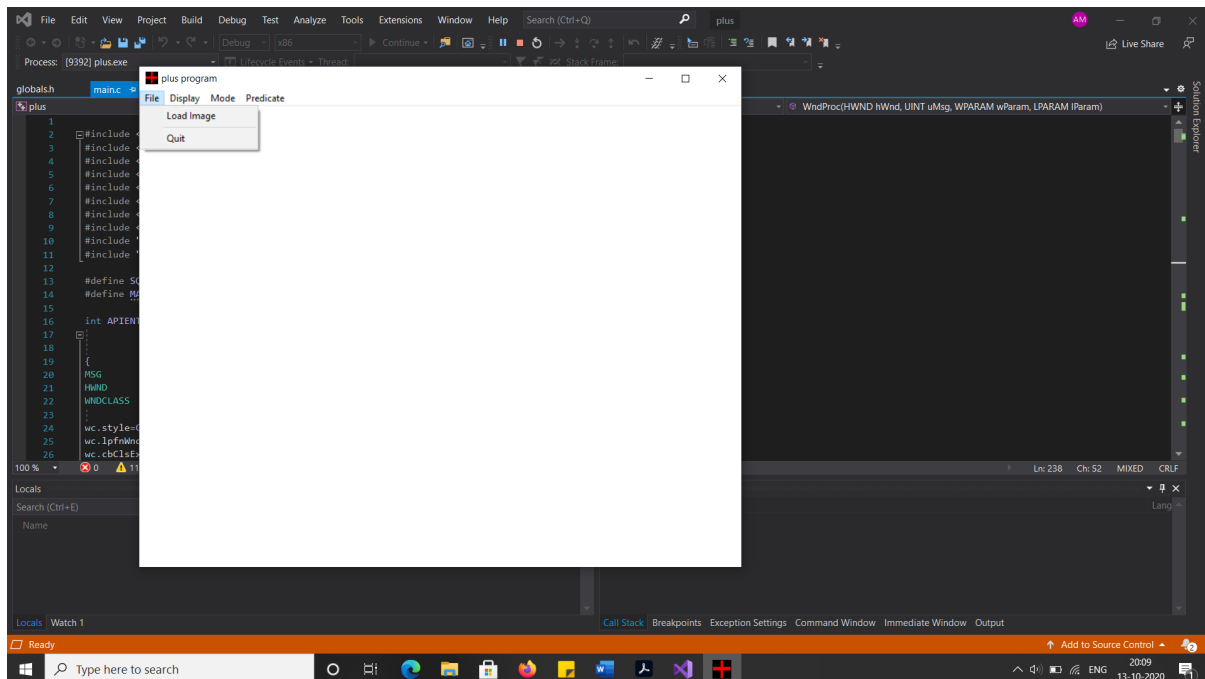 File Edit View Project Build Debug Test Analyze Tools Extensions Window Help Search (Ctrl+Q) plus AM
Debug x86 Continue Live Share
Process: [9392] plus.exe Lifecycle Events Thread: Stack Frame:
plus program
globals.h main.c
File Display Mode Predicate
Load Image
Quit
plus WndProc(HWND hWnd, UINT uMsg, WPARAM wParam, LPARAM lParam)
Solution Explorer
1
2 #include <
3 #include <
4 #include <
5 #include <
6 #include <
7 #include <
8 #include <
9 #include <
10 #include "
11 #include "
12
13 #define
14 #define
15
16 int
17
18
19 {
20 MSG
21 HWND
22 WNDCLASS
23
24 wc.style=
25
26
100 % 0 11 Ln: 238 Ch: 52 MIXED CRLF
Locals
Search (Ctrl+E) Lang
Name
Locals Watch 1 Call Stack Breakpoints Exception Settings Command Window Immediate Window Output
Ready Add to Source Control 2
Type here to search ENG 20:09
13-10-2020 1